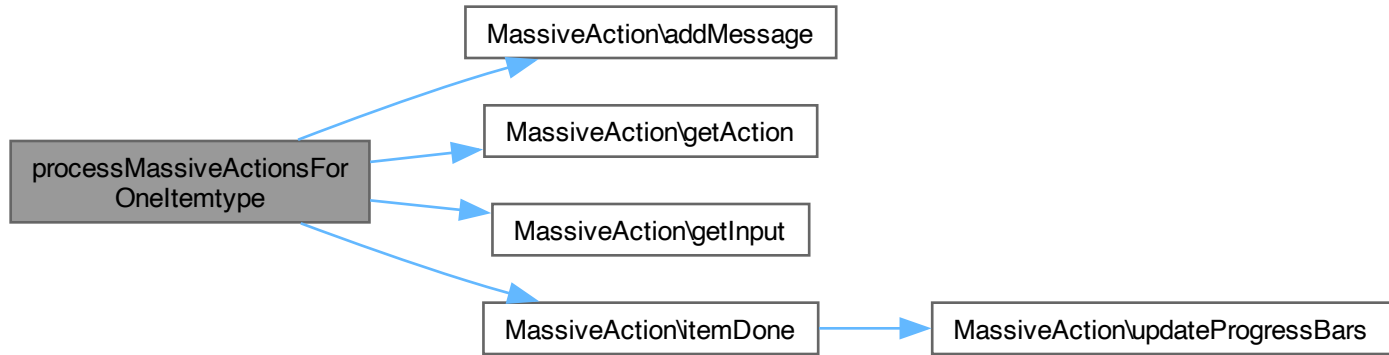 MassiveAction\addMessage
MassiveAction\getAction
processMassiveActionsFor
OneItemtype
MassiveAction\getInput
MassiveAction\itemDone
MassiveAction\updateProgressBars